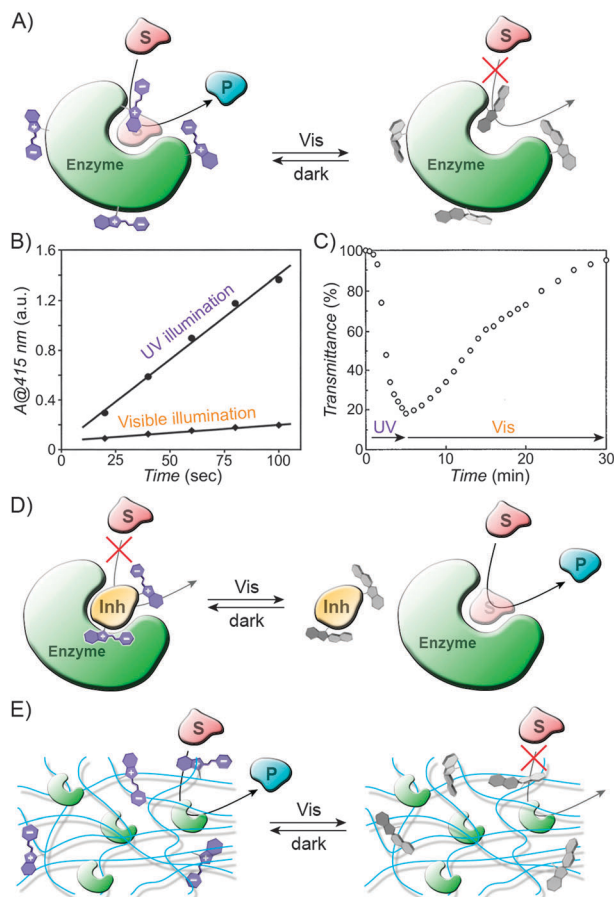 A)
S
P
Enzyme
Vis
dark
S
Enzyme
B)
A@415 nm (a.u.)
1.6
1.2
0.8
0.4
0
UV illumination
Visible illumination
0 25 50 75 100
Time (sec)
C)
Transmittance (%)
100
80
60
40
20
0
UV
Vis
0 10 20 30
Time (min)
D)
S
Inh
Enzyme
Vis
dark
Inh
S
S
P
Enzyme
E)
S
P
Vis
dark
S